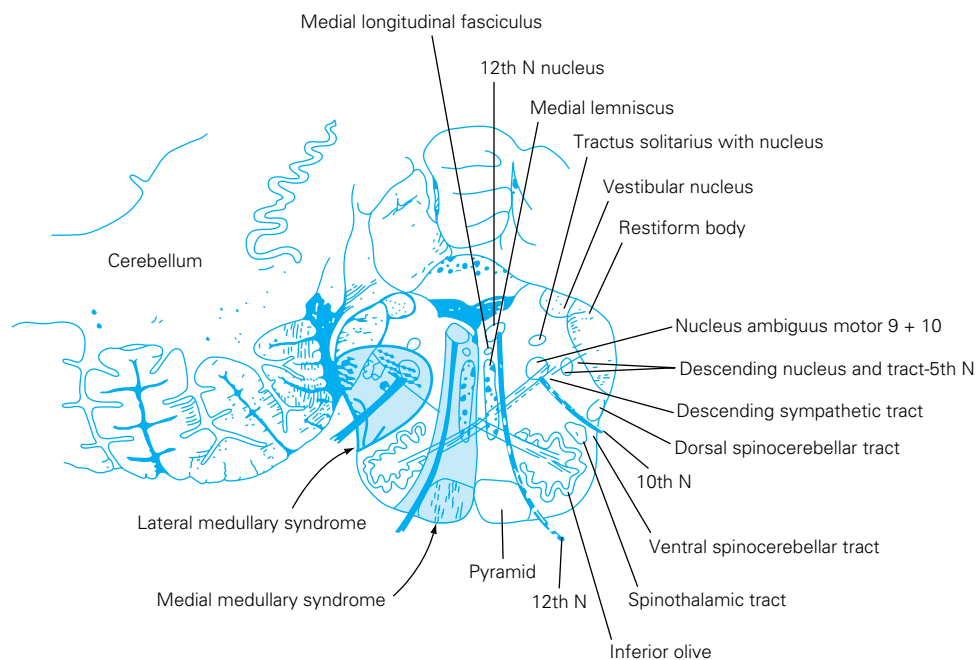 Medial longitudinal fasciculus
12th N nucleus
Medial lemniscus
Tractus solitarius with nucleus
Vestibular nucleus
Restiform body
Cerebellum
Nucleus ambiguus motor 9 + 10
Descending nucleus and tract-5th N
Descending sympathetic tract
Dorsal spinocerebellar tract
10th N
Lateral medullary syndrome
Ventral spinocerebellar tract
Pyramid
Medial medullary syndrome
12th N
Spinothalamic tract
Inferior olive